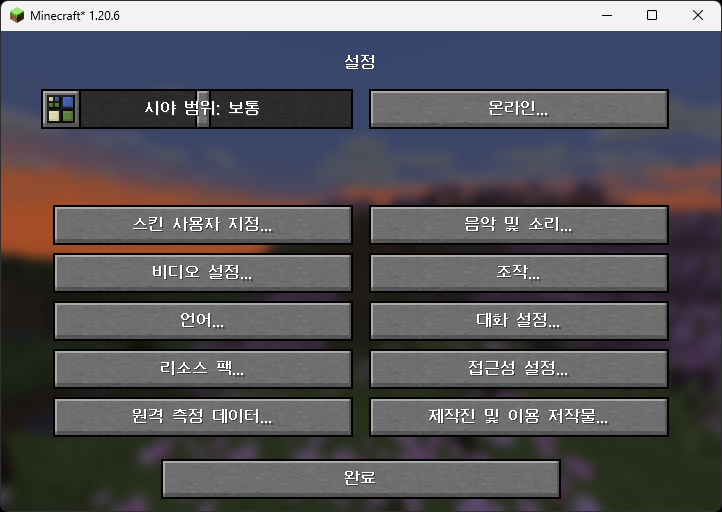 Minecraft* 1.20.6
설정
시야 범위: 보통
온라인...
스킨 사용자 지정...
음악 및 소리...
비디오 설정...
조작...
언어...
대화 설정...
리소스 팩...
접근성 설정...
원격 측정 데이터...
제작진 및 이용 저작물...
완료